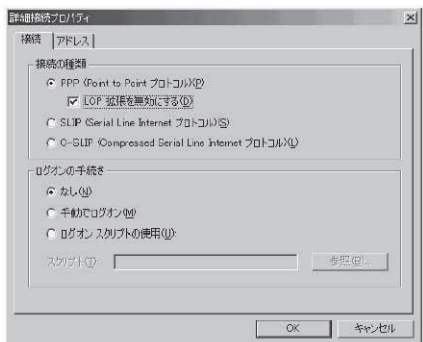 詳細接続プロパティ
接続 アドレス
接続の種類
PPP (Point to Point プロトコル)(P)
LCP 拡張を無効にする(D)
SLIP (Serial Line Internet プロトコル)(S)
C-SLIP (Compressed Serial Line Internet プロトコル)(L)
ログオンの手続き
なし(N)
手動でログオン(M)
ログオン スクリプトの使用(U):
スクリプト(T): 参照(B)...
OK キャンセル